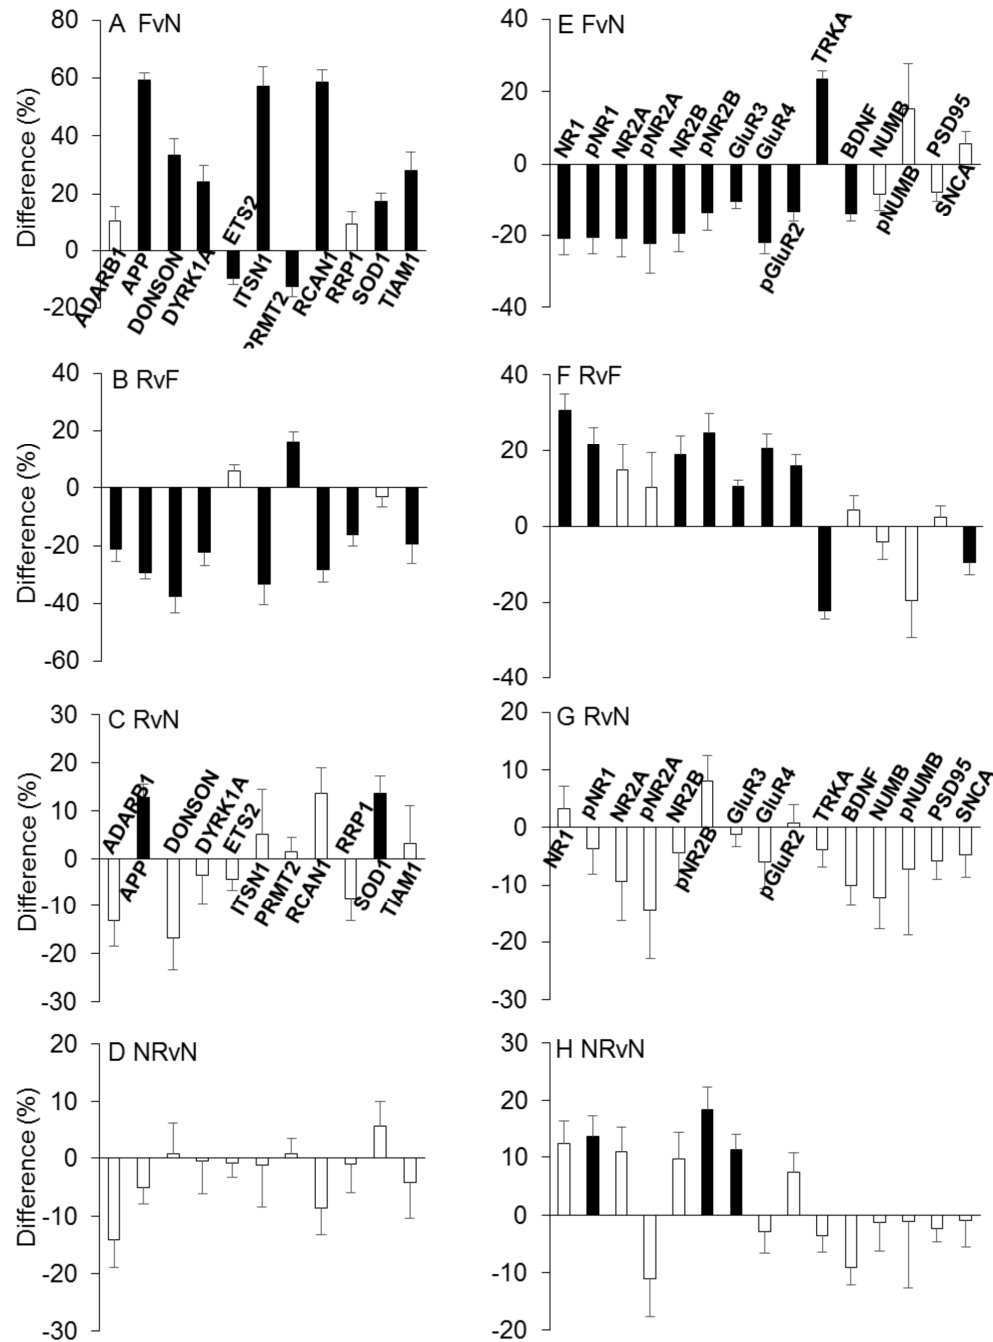 A FvN
Difference (%)
80
60
40
20
0
-20
ADARB1
APP
DONSON
DYRK1A
ETS2
ITSN1
PRMT2
RCAN1
RRP1
SOD1
TIAM1
E FvN
40
20
0
-20
-40
NR1
pNR1
NR2A
pNR2A
NR2B
pNR2B
GluR3
GluR4
pGluR2
TRKA
BDNF
NUMB
pNUMB
PSD95
SNCA
B RvF
Difference (%)
40
20
0
-20
-40
-60
F RvF
40
20
0
-20
-40
C RvN
Difference (%)
30
20
10
0
-10
-20
-30
ADARB1
APP
DONSON
DYRK1A
ETS2
ITSN1
PRMT2
RCAN1
RRP1
SOD1
TIAM1
G RvN
20
10
0
-10
-20
-30
NR1
pNR1
NR2A
pNR2A
NR2B
pNR2B
GluR3
GluR4
pGluR2
TRKA
BDNF
NUMB
pNUMB
PSD95
SNCA
D NRvN
Difference (%)
20
10
0
-10
-20
-30
H NRvN
30
20
10
0
-10
-20